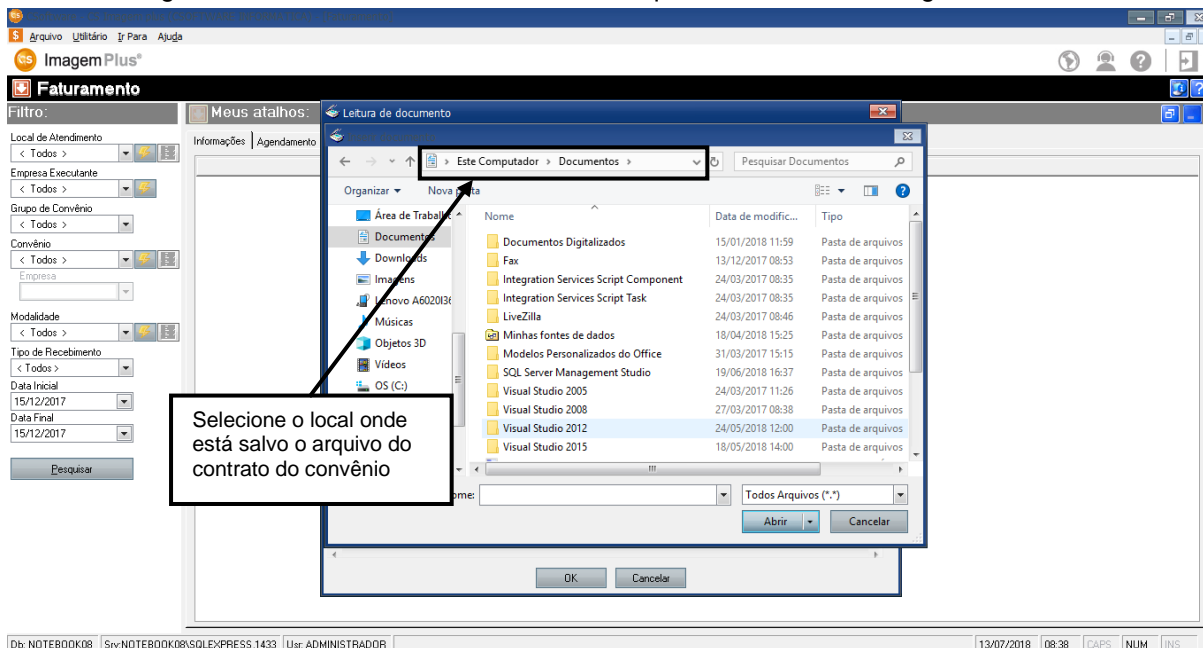 Arquivo Utilitário Ir Para Ajuda
ImagemPlus®
Faturamento
Filtro:
Meus atalhos:
Local de Atendimento
< Todos >
Empresa Executante
< Todos >
Grupo de Convênio
< Todos >
Convênio
< Todos >
Empresa
Modalidade
< Todos >
Tipo de Recebimento
< Todos >
Data Inicial
15/12/2017
Data Final
15/12/2017
Pesquisar
Informações Agendamento
Leitura de documento
Este Computador > Documentos >
Pesquisar Documentos
Organizar Nova pasta
Área de Trabalho
Documentos
Downloads
Imagens
Lenovo A6020l36
Músicas
Objetos 3D
Vídeos
OS (C:)
Nome Data de modific... Tipo
Documentos Digitalizados 15/01/2018 11:59 Pasta de arquivos
Fax 13/12/2017 08:53 Pasta de arquivos
Integration Services Script Component 24/03/2017 08:35 Pasta de arquivos
Integration Services Script Task 24/03/2017 08:35 Pasta de arquivos
LiveZilla 24/03/2017 08:46 Pasta de arquivos
Minhas fontes de dados 18/04/2018 15:25 Pasta de arquivos
Modelos Personalizados do Office 31/03/2017 15:15 Pasta de arquivos
SQL Server Management Studio 19/06/2018 16:37 Pasta de arquivos
Visual Studio 2005 24/03/2017 11:26 Pasta de arquivos
Visual Studio 2008 27/03/2017 08:38 Pasta de arquivos
Visual Studio 2012 24/05/2018 12:00 Pasta de arquivos
Visual Studio 2015 18/05/2018 14:00 Pasta de arquivos
Selecione o local onde
está salvo o arquivo do
contrato do convênio
ome:
Todos Arquivos (*.*)
Abrir Cancelar
OK Cancelar
Db: NOTEBOOK08 Srv:NOTEBOOK08\SQLEXPRESS,1433 Usr: ADMINISTRADOR 13/07/2018 08:38 CAPS NUM INS